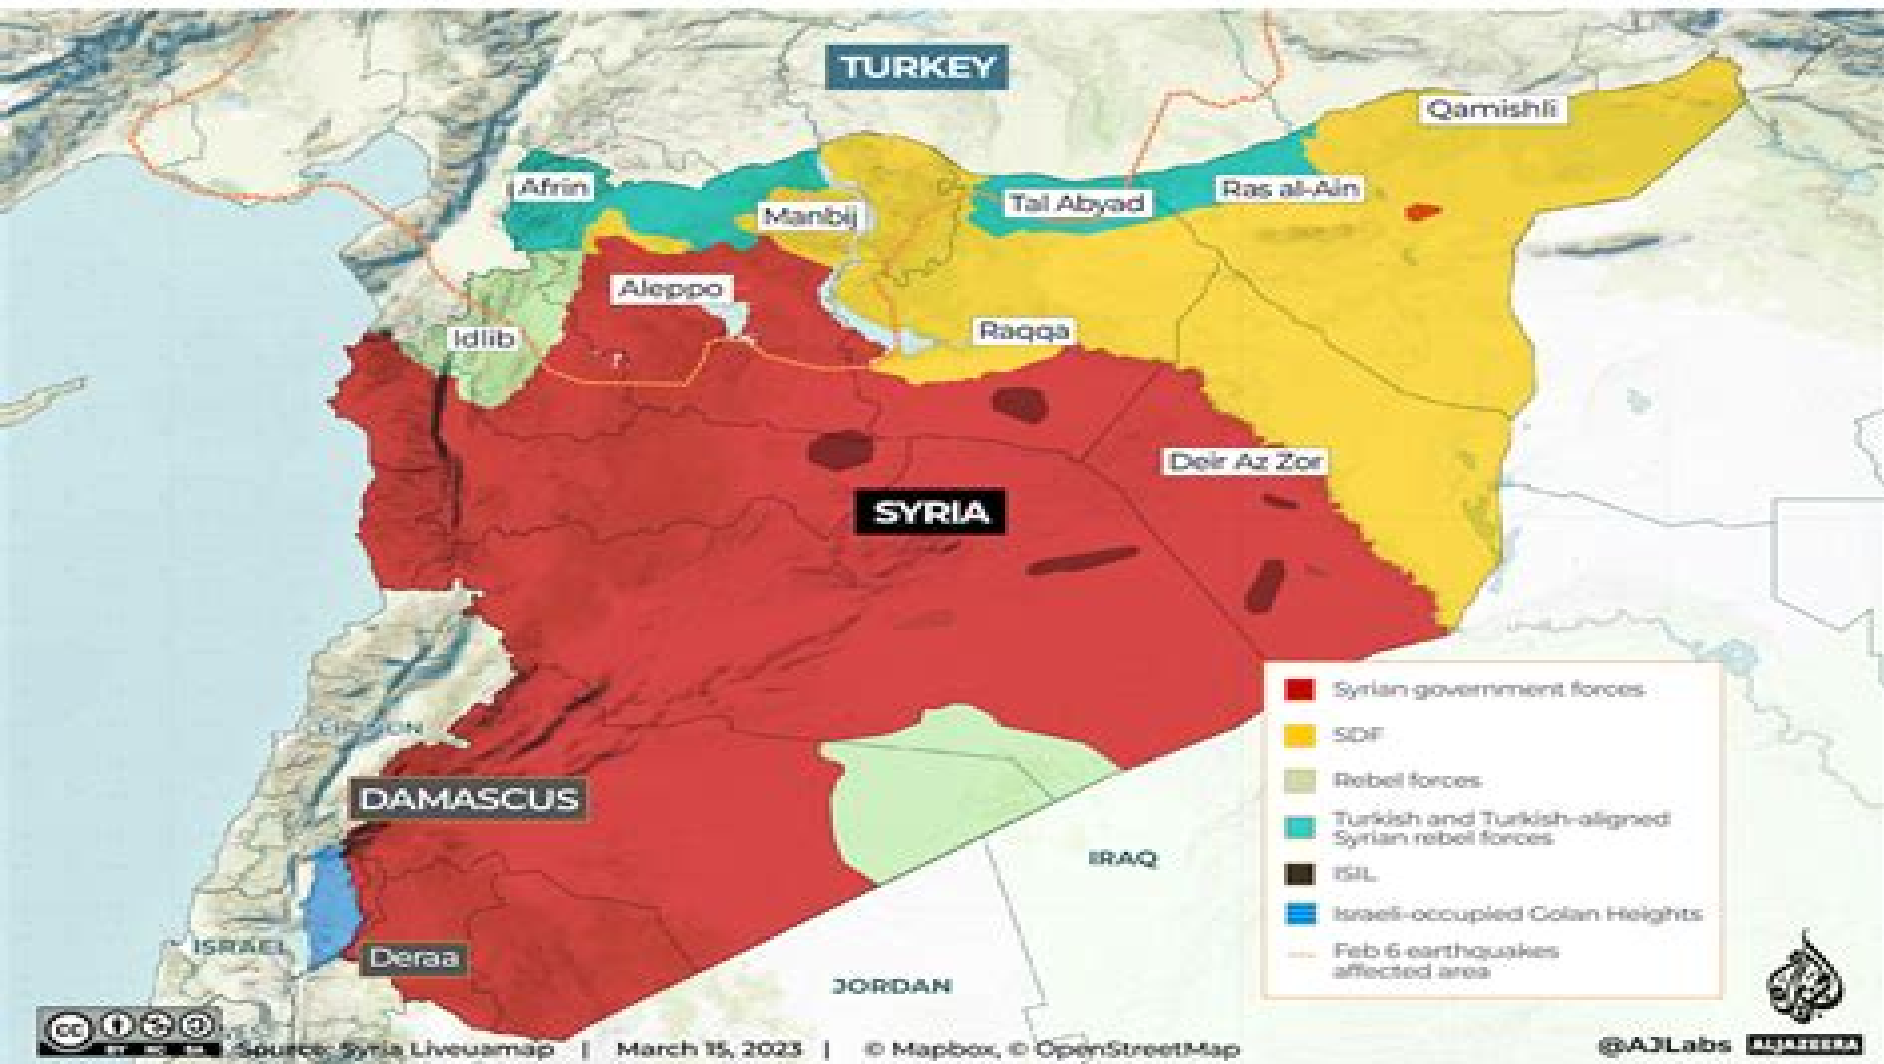 TURKEY
Qamishli
Afrin
Manbij
Tal Abyad
Ras al-Ain
Aleppo
Idlib
Raqqa
Deir Az Zor
SYRIA
Syrian government forces
SDF
Rebel forces
Turkish and Turkish-aligned
Syrian rebel forces
ISIL
Israeli-occupied Golan Heights
Feb 6 earthquakes
affected area
DAMASCUS
IRAQ
ISRAEL
Deraa
JORDAN
cc
Source: Syria Liveuamap | March 15, 2023 | © Mapbox, © OpenStreetMap
@AJLabs ALJAZEERA